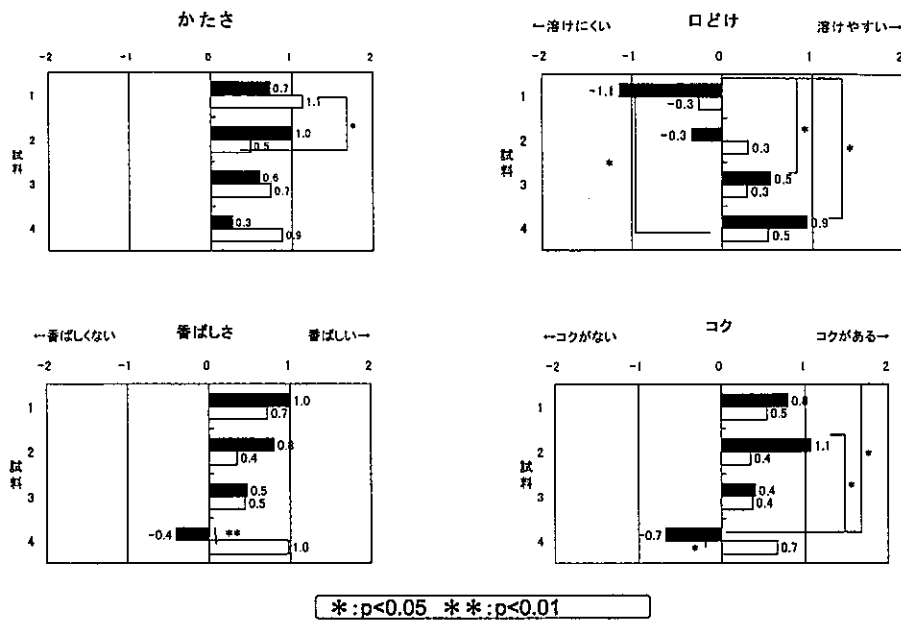 かたさ
-2 -1 0 1 2
試料
1 0.7 1.1
*
2 1.0 0.5
3 0.6 0.7
4 0.3 0.9
口どけ
←溶けにくい 溶けやすい→
-2 -1 0 1 2
試料
1 -1.1 -0.3
2 -0.3 0.3
* * *
3 0.5 0.3
4 0.9 0.5
香ばしさ
←香ばしくない 香ばしい→
-2 -1 0 1 2
試料
1 1.0 0.7
2 0.8 0.4
3 0.5 0.5
4 -0.4 ** 1.0
コク
←コクがない コクがある→
-2 -1 0 1 2
試料
1 0.8 0.5
2 1.1 0.4
* *
3 0.4 0.4
4 -0.7 * 0.7
*:p<0.05 **:p<0.01